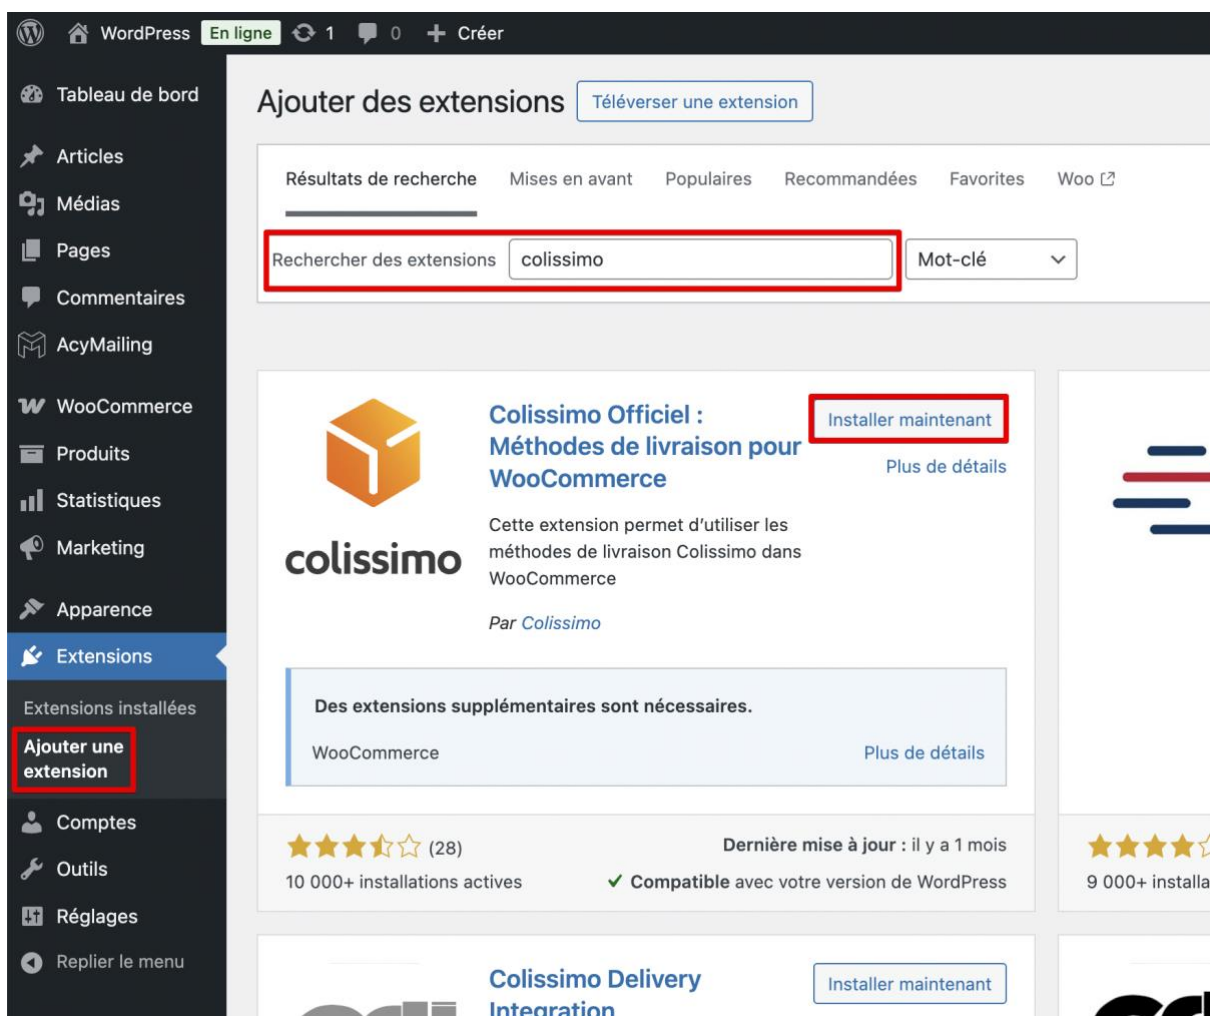 WordPress En ligne 1 0 + Créer
Tableau de bord
Articles
Médias
Pages
Commentaires
AcyMailing
WooCommerce
Produits
Statistiques
Marketing
Apparence
Extensions
Extensions installées
Ajouter une
extension
Comptes
Outils
Réglages
Replier le menu
Ajouter des extensions Téléverser une extension
Résultats de recherche Mises en avant Populaires Recommandées Favorites Woo
Rechercher des extensions colissimo Mot-clé
colissimo
Colissimo Officiel :
Méthodes de livraison pour
WooCommerce
Installer maintenant
Plus de détails
Cette extension permet d'utiliser les
méthodes de livraison Colissimo dans
WooCommerce
Par Colissimo
Des extensions supplémentaires sont nécessaires.
WooCommerce Plus de détails
(28) Dernière mise à jour : il y a 1 mois
10 000+ installations actives Compatible avec votre version de WordPress
9 000+ installa
Colissimo Delivery
Integration
Installer maintenant